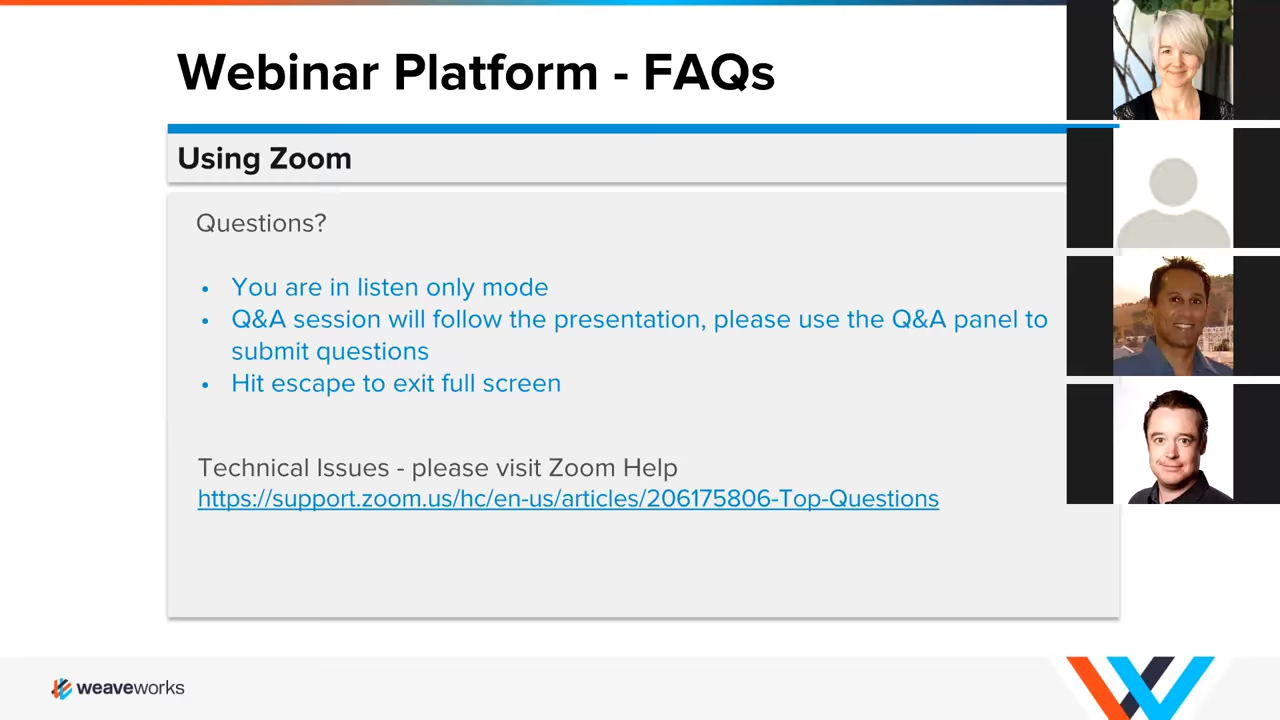 Webinar Platform - FAQs
Using Zoom
Questions?
• You are in listen only mode
• Q&A session will follow the presentation, please use the Q&A panel to
submit questions
• Hit escape to exit full screen
Technical Issues - please visit Zoom Help
https://support.zoom.us/hc/en-us/articles/206175806-Top-Questions
weaveworks